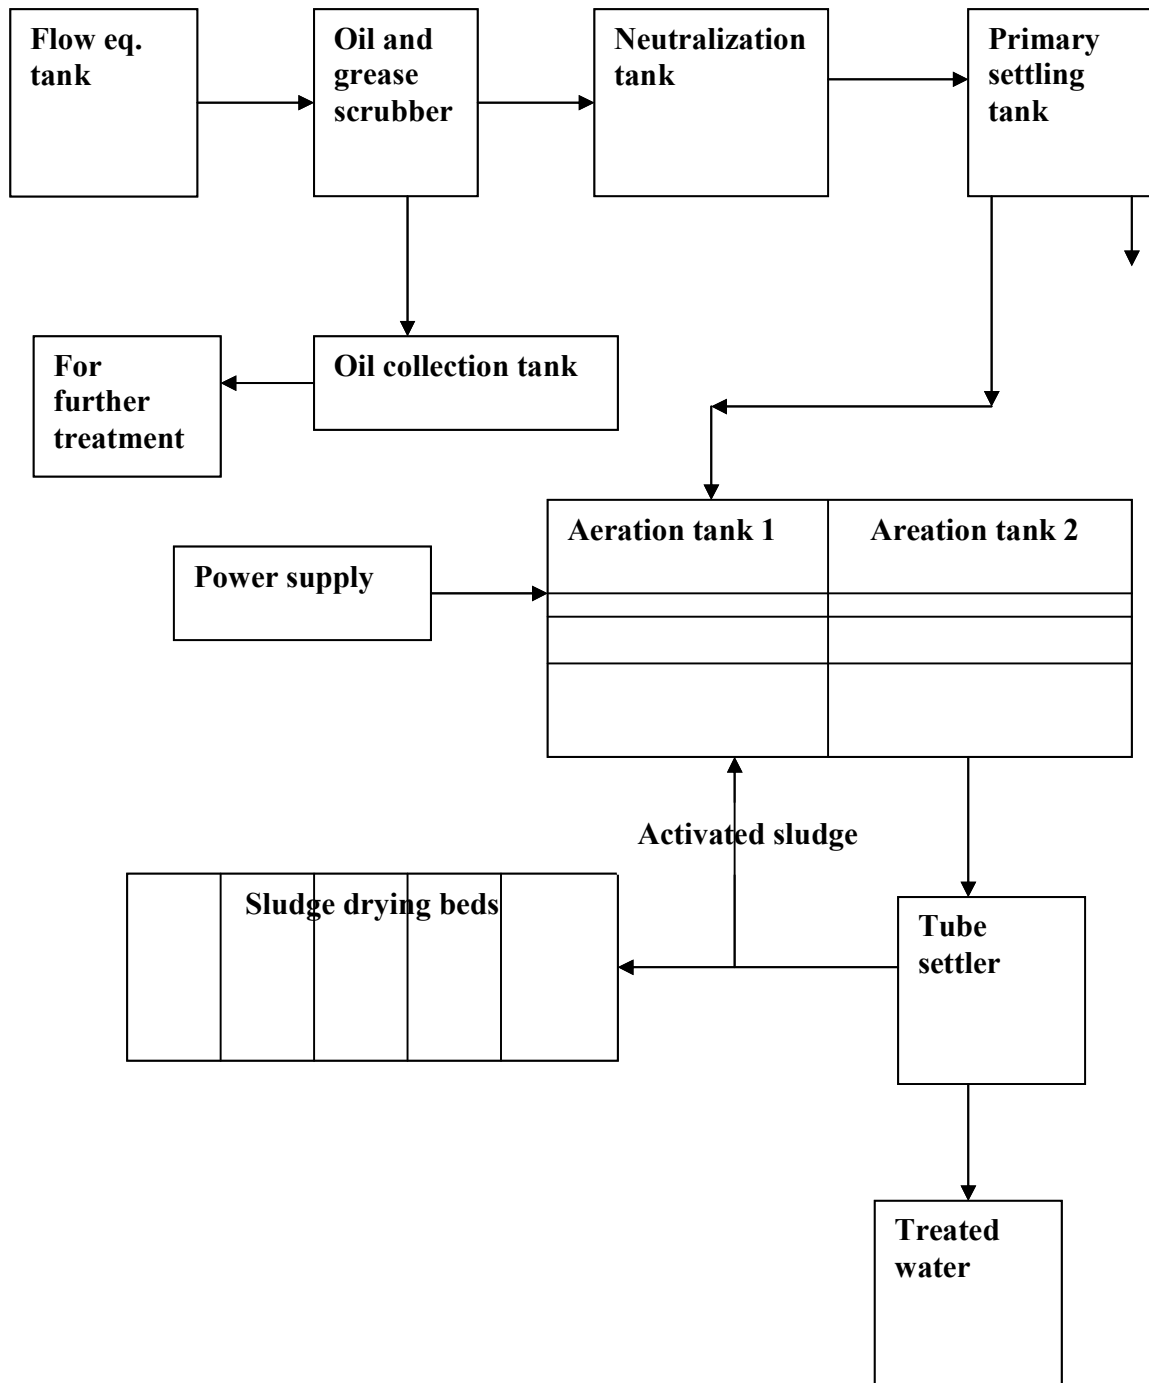 Flow eq.
tank
Oil and
grease
scrubber
Neutralization
tank
Primary
settling
tank
For
further
treatment
Oil collection tank
Aeration tank 1
Areation tank 2
Power supply
Activated sludge
Sludge drying beds
Tube
settler
Treated
water